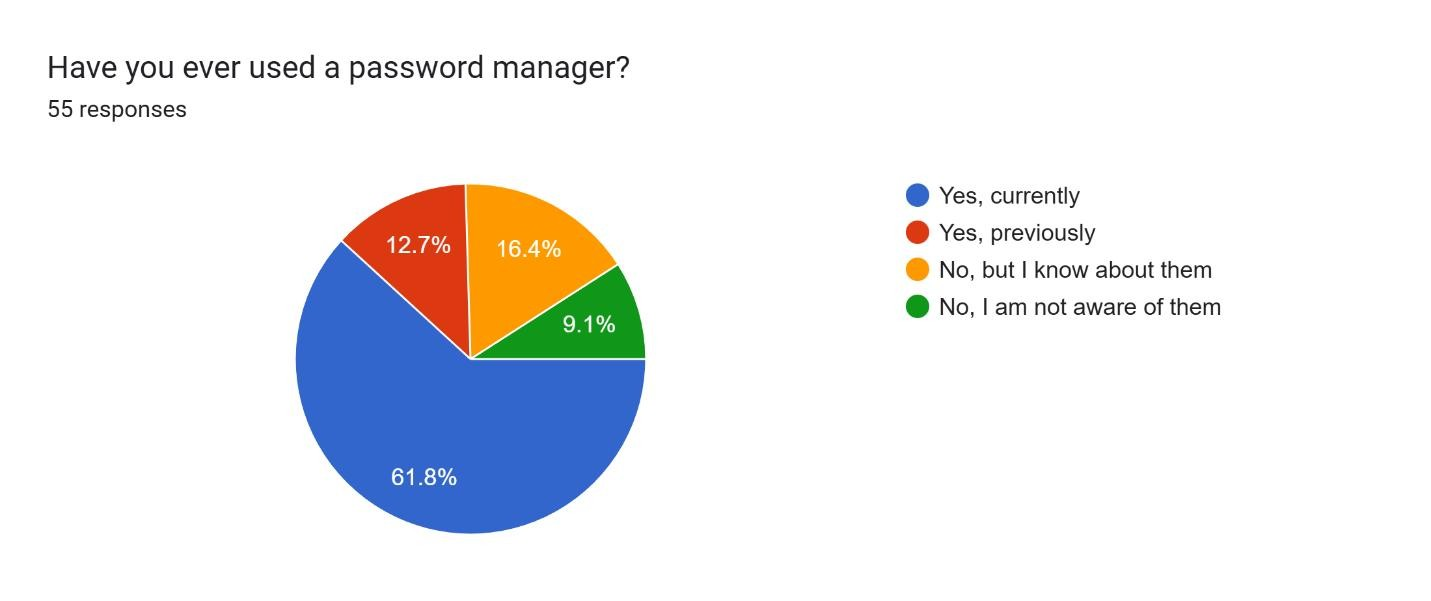 Have you ever used a password manager?
55 responses
12.7%
16.4%
9.1%
61.8%
Yes, currently
Yes, previously
No, but I know about them
No, I am not aware of them